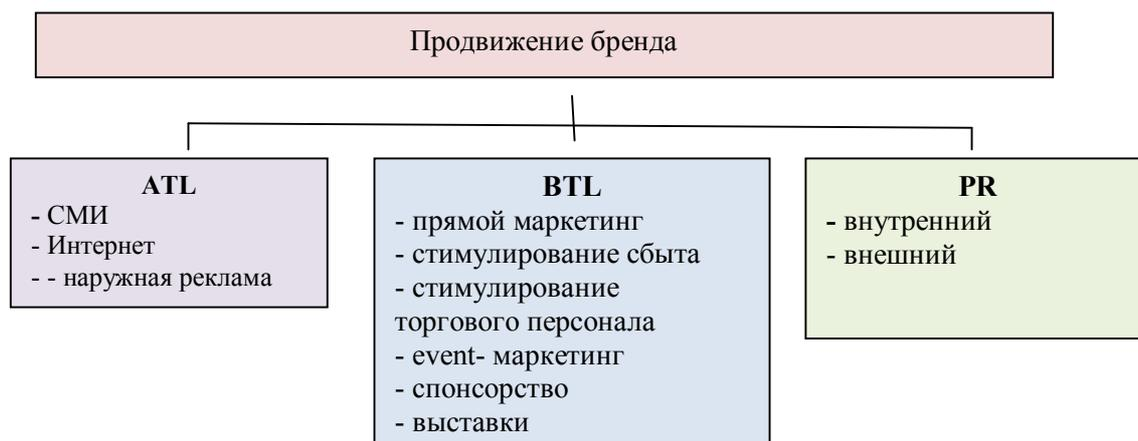 Продвижение бренда
ATL
- СМИ
- Интернет
- - наружная реклама
BTL
- прямой маркетинг
- стимулирование сбыта
- стимулирование
торгового персонала
- event- маркетинг
- спонсорство
- выставки
PR
- внутренний
- внешний